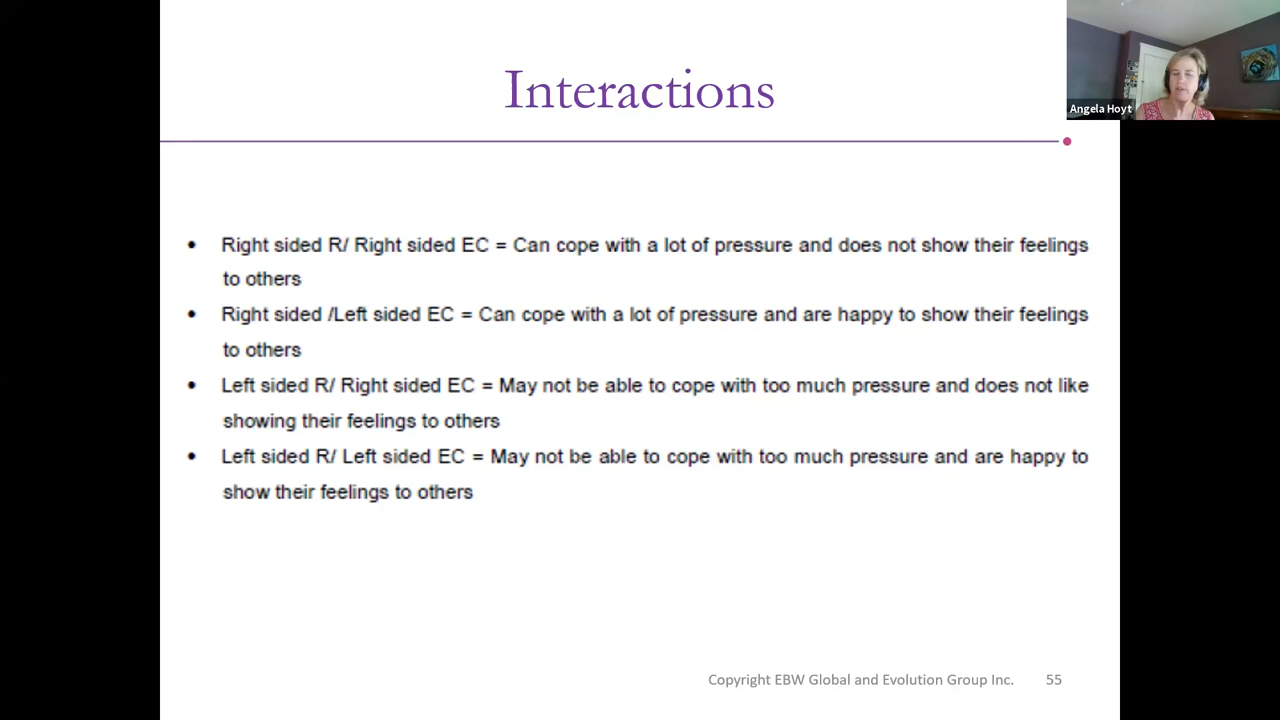 Interactions
Angela Hoyt
• Right sided R/ Right sided EC = Can cope with a lot of pressure and does not show their feelings
to others
• Right sided /Left sided EC = Can cope with a lot of pressure and are happy to show their feelings
to others
• Left sided R/ Right sided EC = May not be able to cope with too much pressure and does not like
showing their feelings to others
• Left sided R/ Left sided EC = May not be able to cope with too much pressure and are happy to
show their feelings to others
Copyright EBW Global and Evolution Group Inc. 55